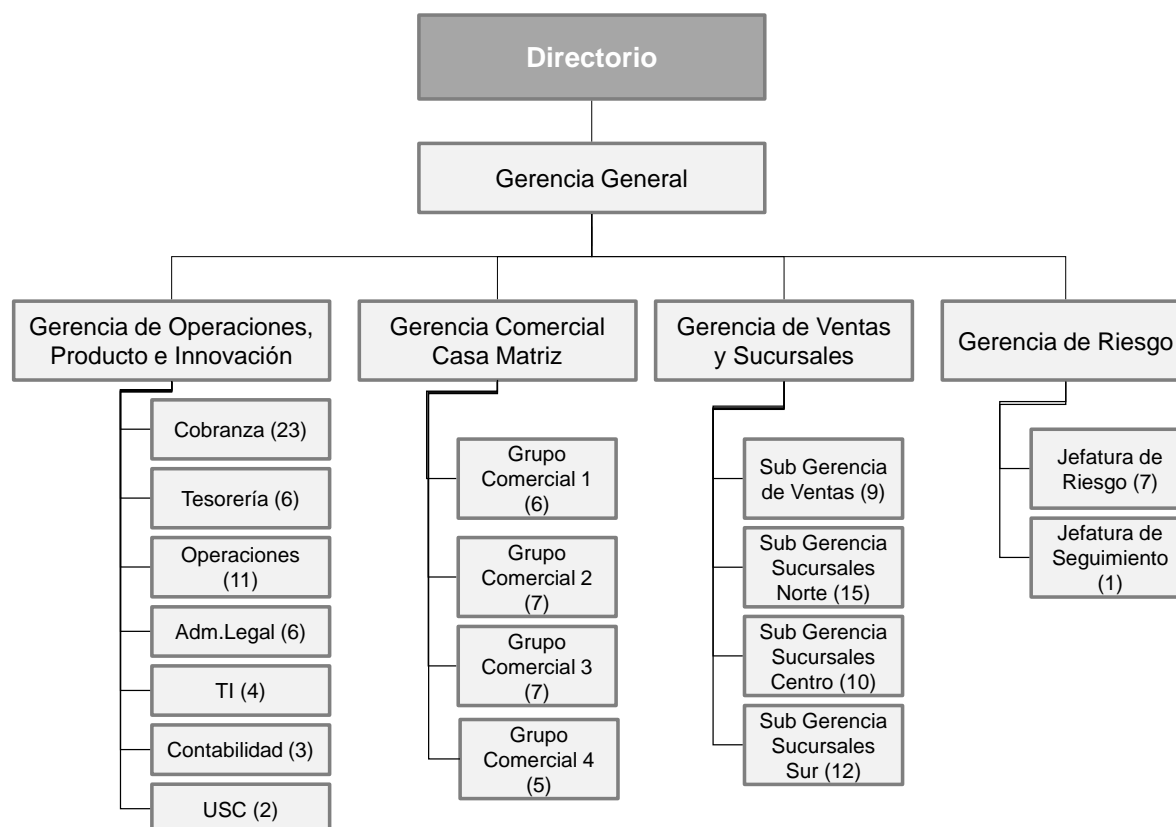 Directorio
Gerencia General
Gerencia de Operaciones,
Producto e Innovación
Cobranza (23)
Tesorería (6)
Operaciones
(11)
Adm.Legal (6)
TI (4)
Contabilidad (3)
USC (2)
Gerencia Comercial
Casa Matriz
Grupo
Comercial 1
(6)
Grupo
Comercial 2
(7)
Grupo
Comercial 3
(7)
Grupo
Comercial 4
(5)
Gerencia de Ventas
y Sucursales
Sub Gerencia
de Ventas (9)
Sub Gerencia
Sucursales
Norte (15)
Sub Gerencia
Sucursales
Centro (10)
Sub Gerencia
Sucursales
Sur (12)
Gerencia de Riesgo
Jefatura de
Riesgo (7)
Jefatura de
Seguimiento
(1)